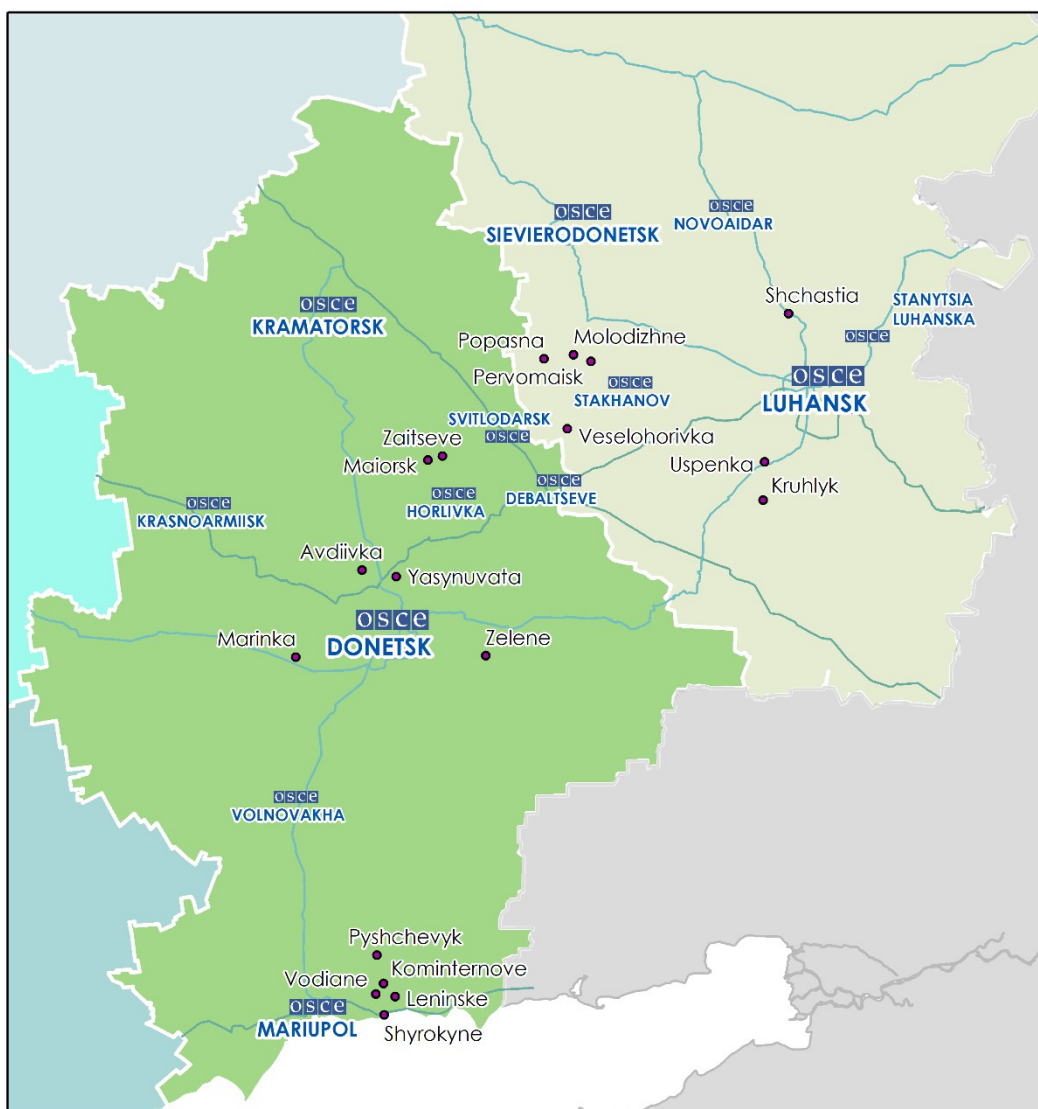 osce
SIEVIERODONETSK
osce
NOVOAIDAR
osce
KRAMATORSK
Shchastia
STANYTSIA
LUHANSKA
osce
Popasna
Molodizhne
Pervomaisk
osce
STAKHANOV
osce
LUHANSK
SVITLODARSK
osce
Veselohorivka
Zaitseve
Maiorsk
Uspenka
osce
HORLIVKA
osce
DEBALTSEVE
Kruhlyk
osce
KRASNOARMIISK
Avdiivka
Yasynuvata
osce
DONETSK
Marinka
Zelene
osce
VOLNOVAKHA
Pyshchevyk
Kominternove
Vodiane
Leninske
osce
MARIUPOL
Shyrokyne